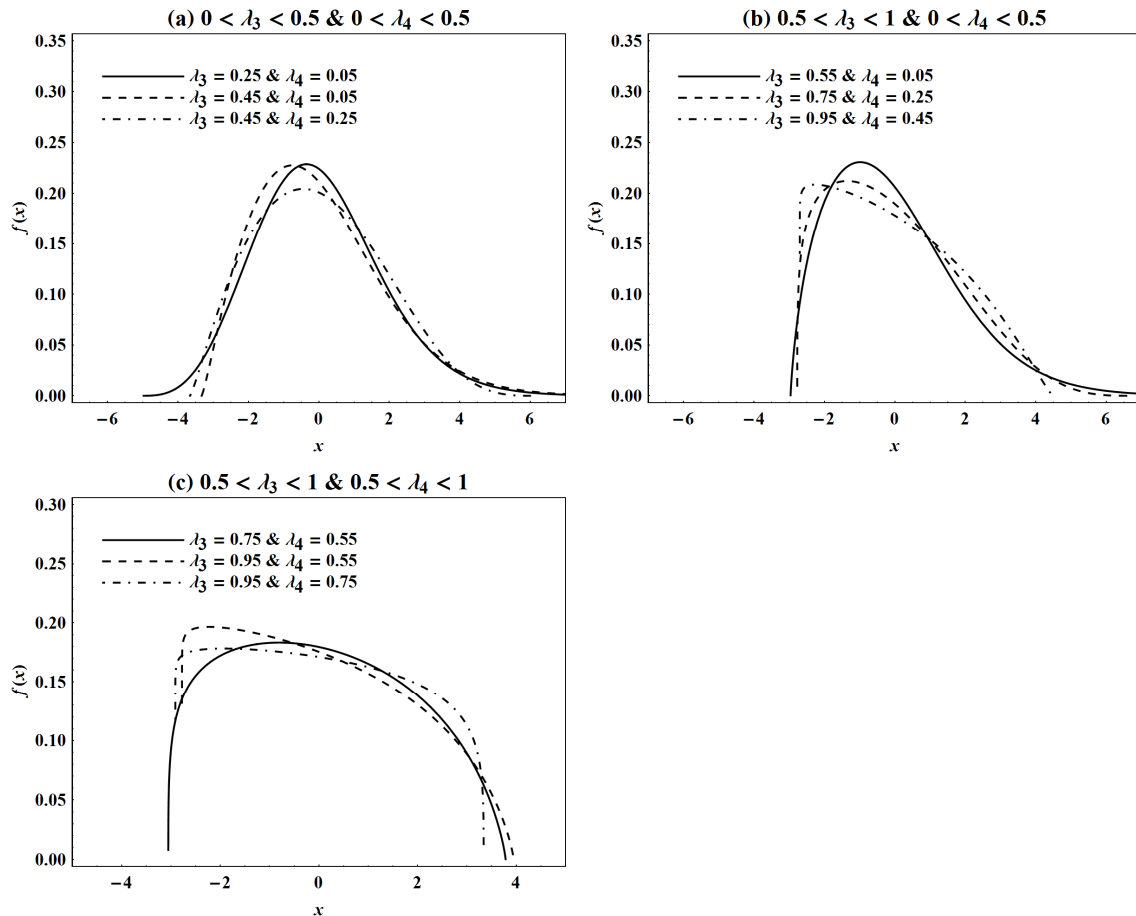 (a) 0 < λ3 < 0.5 & 0 < λ4 < 0.5
0.35
0.30
0.25
0.20
0.15
0.10
0.05
0.00
f(x)
λ3 = 0.25 & λ4 = 0.05
λ3 = 0.45 & λ4 = 0.05
λ3 = 0.45 & λ4 = 0.25
−6 −4 −2 0 2 4 6
x
(b) 0.5 < λ3 < 1 & 0 < λ4 < 0.5
0.35
0.30
0.25
0.20
0.15
0.10
0.05
0.00
f(x)
λ3 = 0.55 & λ4 = 0.05
λ3 = 0.75 & λ4 = 0.25
λ3 = 0.95 & λ4 = 0.45
−6 −4 −2 0 2 4 6
x
(c) 0.5 < λ3 < 1 & 0.5 < λ4 < 1
0.30
0.25
0.20
0.15
0.10
0.05
0.00
f(x)
λ3 = 0.75 & λ4 = 0.55
λ3 = 0.95 & λ4 = 0.55
λ3 = 0.95 & λ4 = 0.75
−4 −2 0 2 4
x